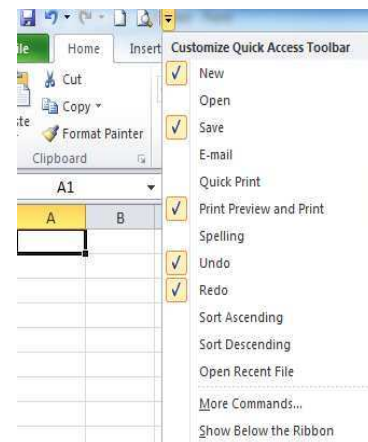 Home Insert
Customize Quick Access Toolbar
Cut
Copy
Format Painter
Clipboard
A1
A B
New
Open
Save
E-mail
Quick Print
Print Preview and Print
Spelling
Undo
Redo
Sort Ascending
Sort Descending
Open Recent File
More Commands...
Show Below the Ribbon